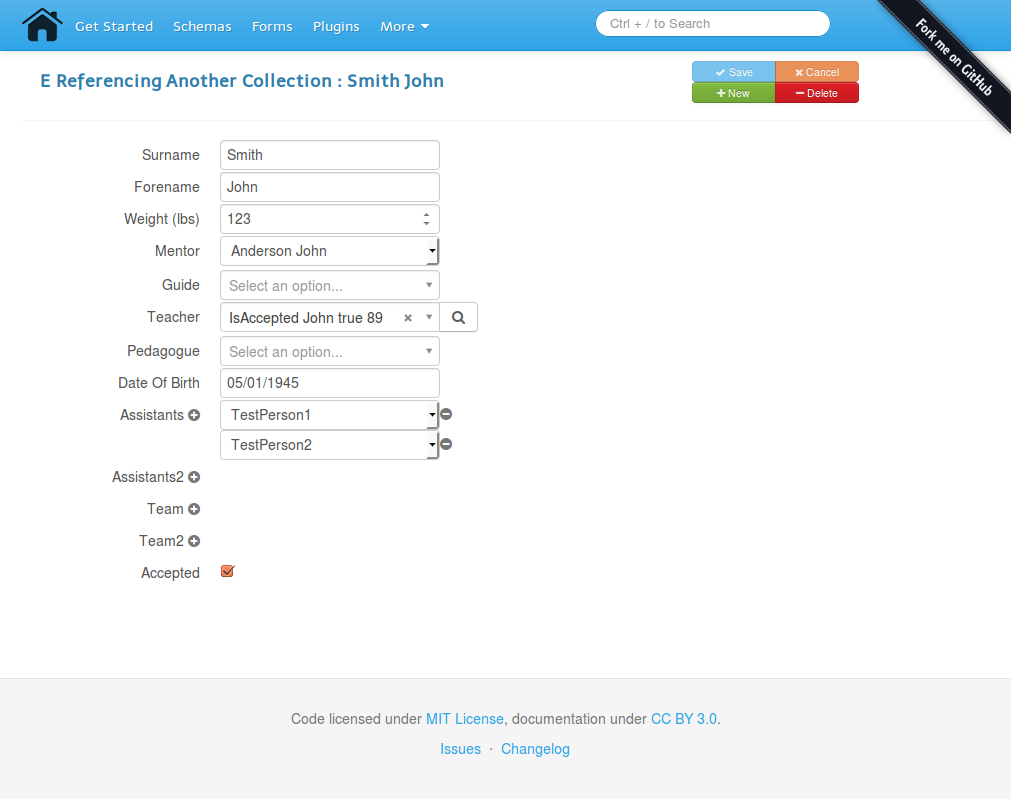 Get Started Schemas Forms Plugins More
Ctrl + / to Search
Fork me on GitHub
E Referencing Another Collection : Smith John
Save Cancel
New Delete
Surname Smith
Forename John
Weight (lbs) 123
Mentor Anderson John
Guide Select an option...
Teacher IsAccepted John true 89
Pedagogue Select an option...
Date Of Birth 05/01/1945
Assistants TestPerson1
TestPerson2
Assistants2
Team
Team2
Accepted
Code licensed under MIT License, documentation under CC BY 3.0.
Issues · Changelog